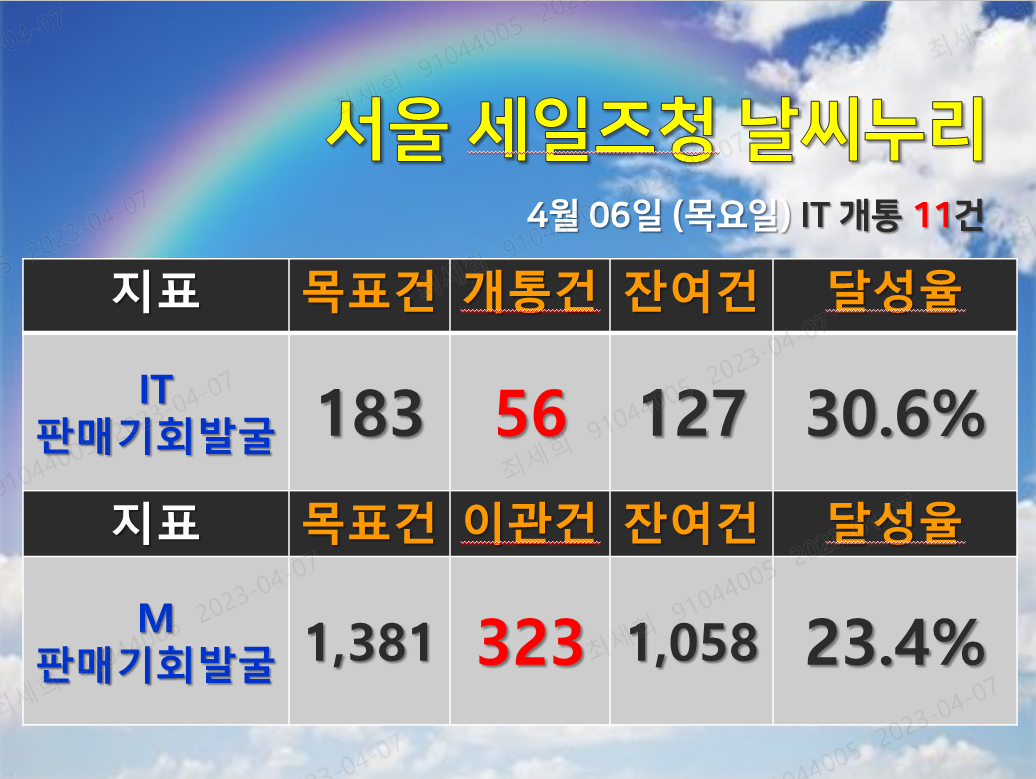 서울 세일즈청 날씨누리
4월 06일 (목요일) IT 개통 11건
지표 목표건 개통건 잔여건 달성율
IT
판매기회발굴 183 56 127 30.6%
지표 목표건 이관건 잔여건 달성율
M
판매기회발굴 1,381 323 1,058 23.4%
최세희 91044005 2023-04-07